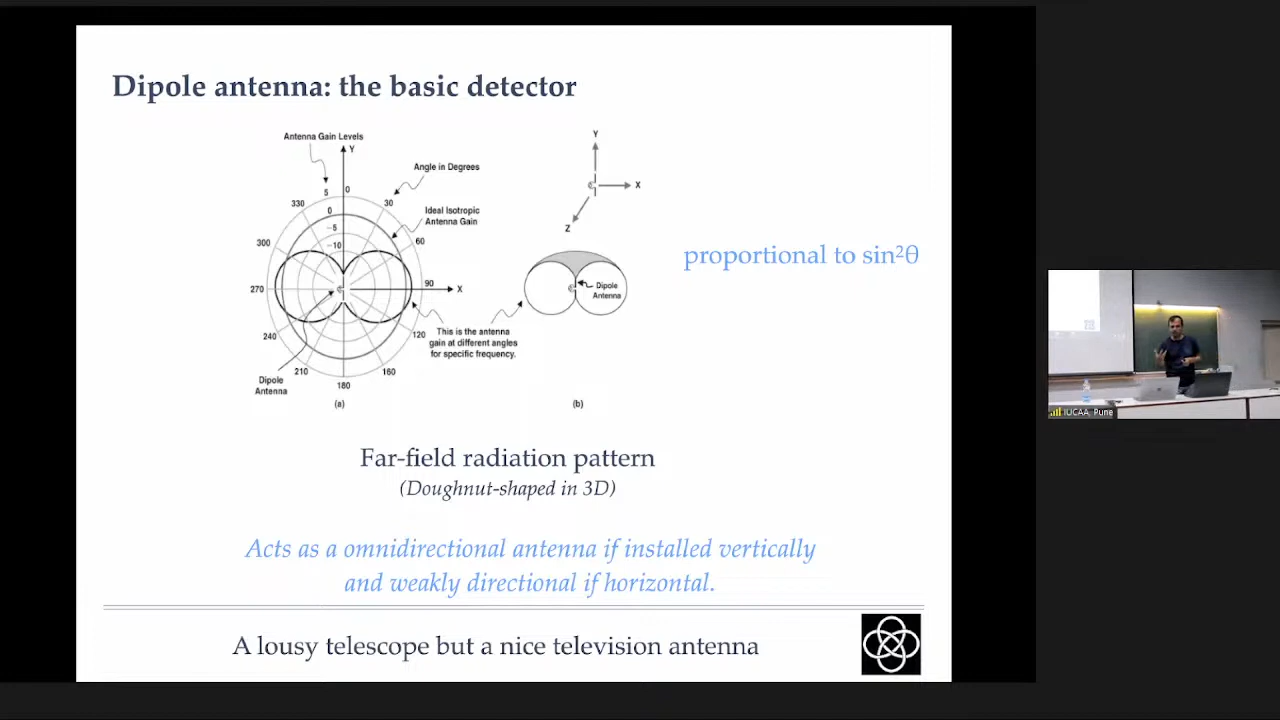 Dipole antenna: the basic detector
Antenna Gain Levels
Y
Angle in Degrees
5
0
330
30
0
Ideal Isotropic
Antenna Gain
-5
-10
300
60
270
90
X
240
120
210
160
180
This is the antenna
gain at different angles
for specific frequency.
Dipole
Antenna
(a)
Y
X
Z
Dipole
Antenna
(b)
proportional to sin²θ
Far-field radiation pattern
(Doughnut-shaped in 3D)
Acts as a omnidirectional antenna if installed vertically
and weakly directional if horizontal.
A lousy telescope but a nice television antenna
IUCAA, Pune